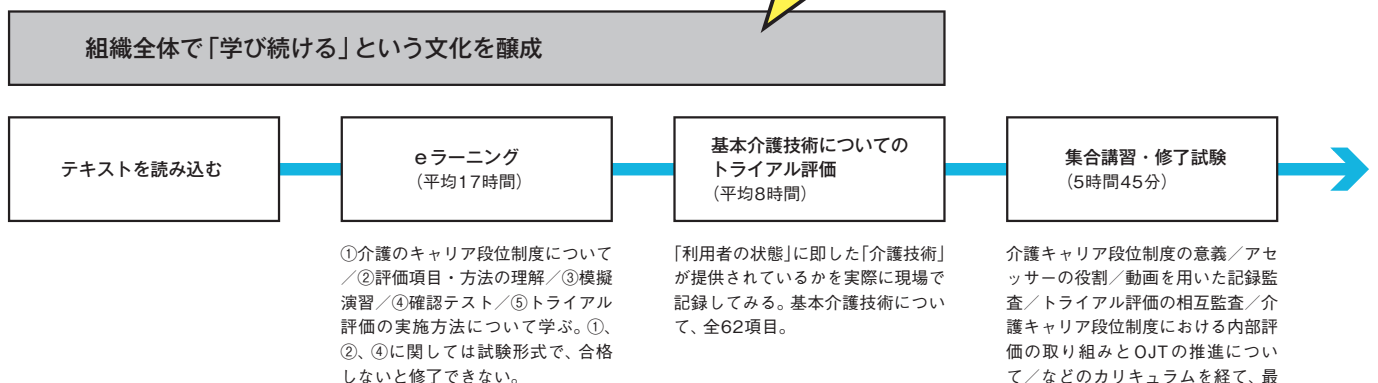 組織全体で「学び続ける」という文化を醸成
テキストを読み込む
eラーニング
（平均17時間）
基本介護技術についての
トライアル評価
（平均8時間）
集合講習・修了試験
（5時間45分）
①介護のキャリア段位制度について
／②評価項目・方法の理解／③模擬
演習／④確認テスト／⑤トライアル
評価の実施方法について学ぶ。①、
②、④に関しては試験形式で、合格
しないと修了できない。
「利用者の状態」に即した「介護技術」
が提供されているかを実際に現場で
記録してみる。基本介護技術につい
て、全62項目。
介護キャリア段位制度の意義／アセ
ッサーの役割／動画を用いた記録監
査／トライアル評価の相互監査／介
護キャリア段位制度における内部評
価の取り組みとOJTの推進につい
て／などのカリキュラムを経て、最